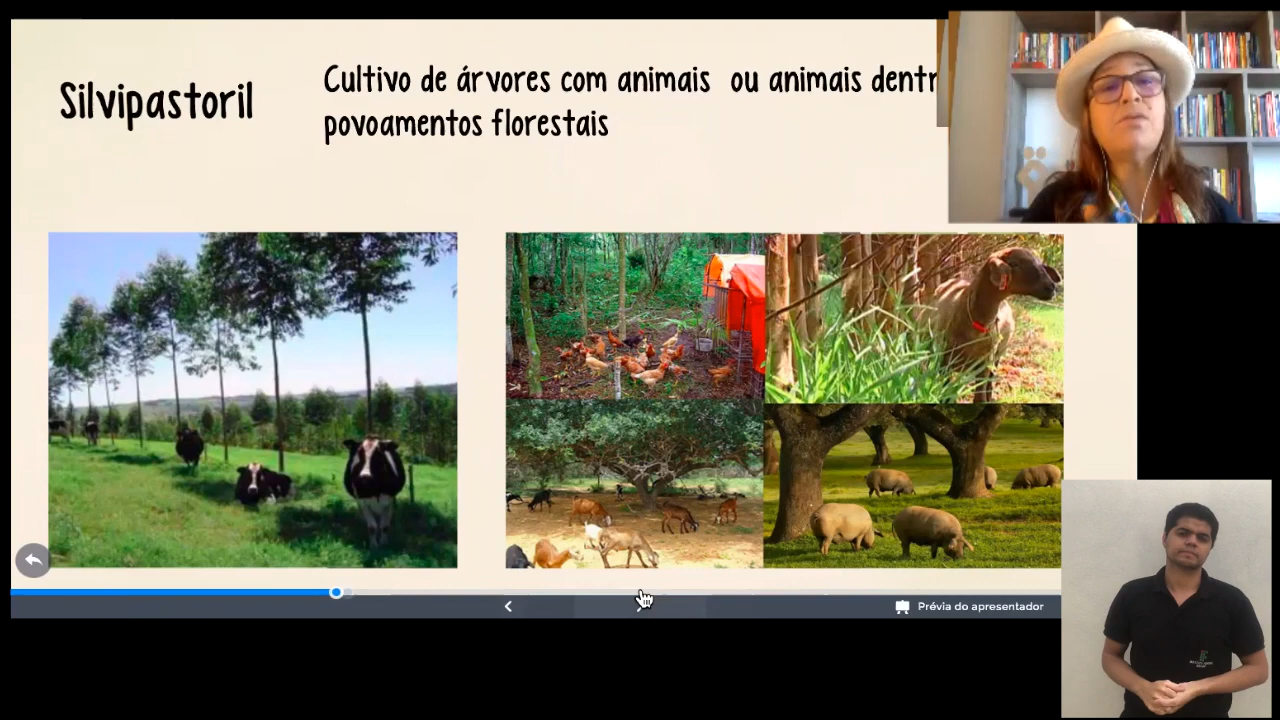 Silvipastoril
Cultivo de árvores com animais ou animais dentr
povoamentos florestais
Prévia do apresentador